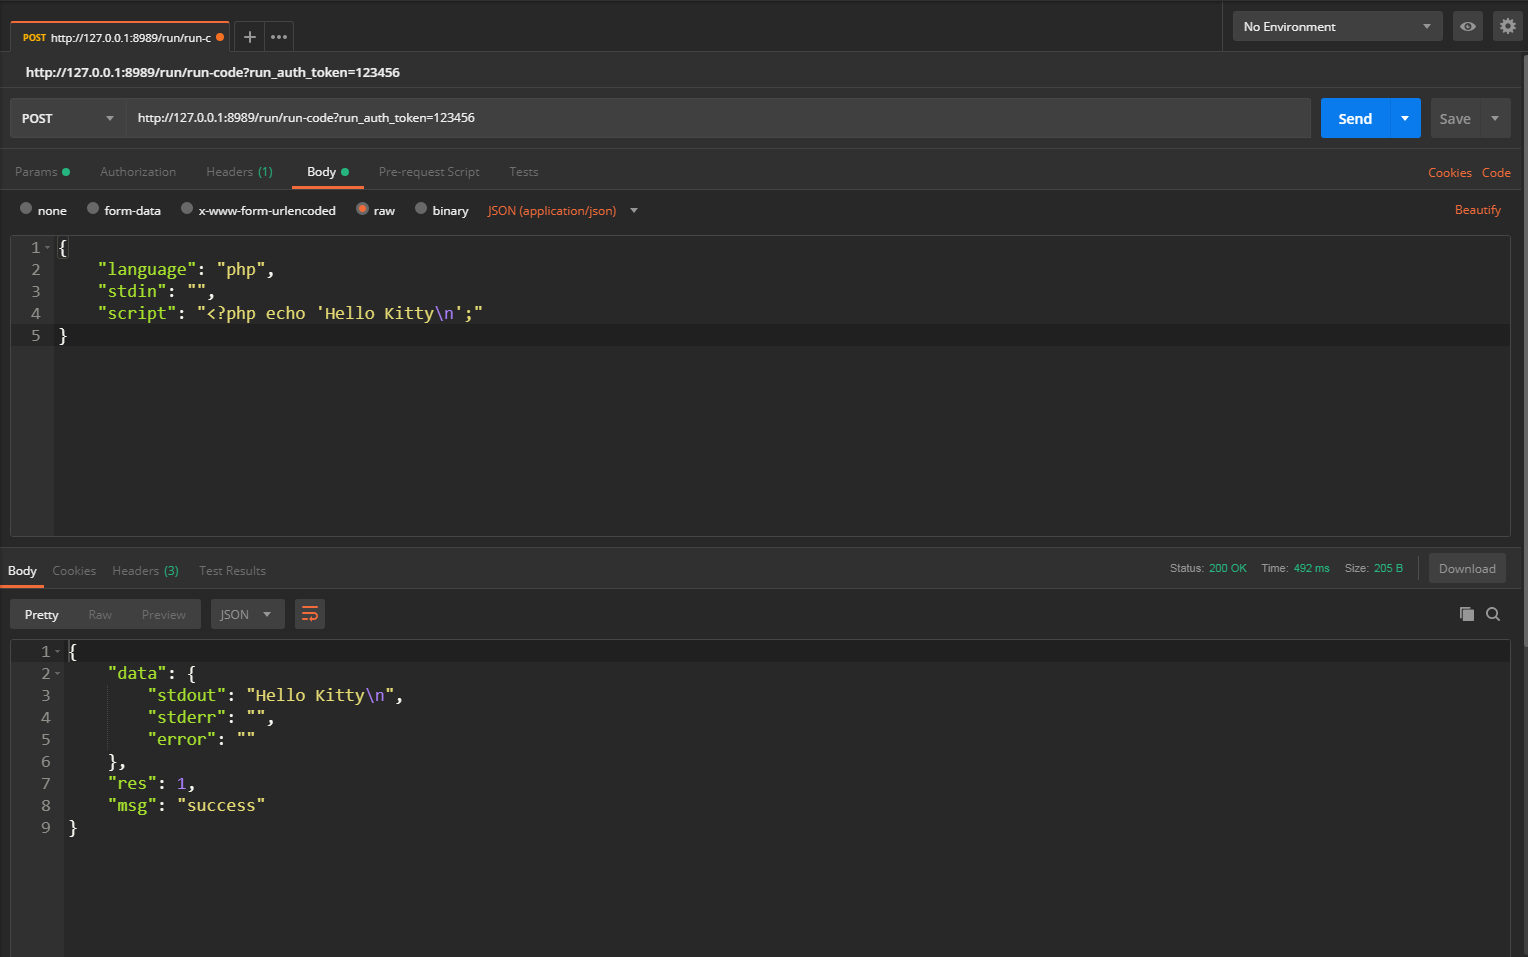 POST http://127.0.0.1:8989/run/run-c
No Environment
http://127.0.0.1:8989/run/run-code?run_auth_token=123456
POST http://127.0.0.1:8989/run/run-code?run_auth_token=123456 Send Save
Params Authorization Headers (1) Body Pre-request Script Tests Cookies Code
none form-data x-www-form-urlencoded raw binary JSON (application/json) Beautify
1 {
2 "language": "php",
3 "stdin": "",
4 "script": "<?php echo 'Hello Kitty\n';"
5 }
Body Cookies Headers (3) Test Results Status: 200 OK Time: 492 ms Size: 205 B Download
Pretty Raw Preview JSON
1 {
2 "data": {
3 "stdout": "Hello Kitty\n",
4 "stderr": "",
5 "error": ""
6 },
7 "res": 1,
8 "msg": "success"
9 }